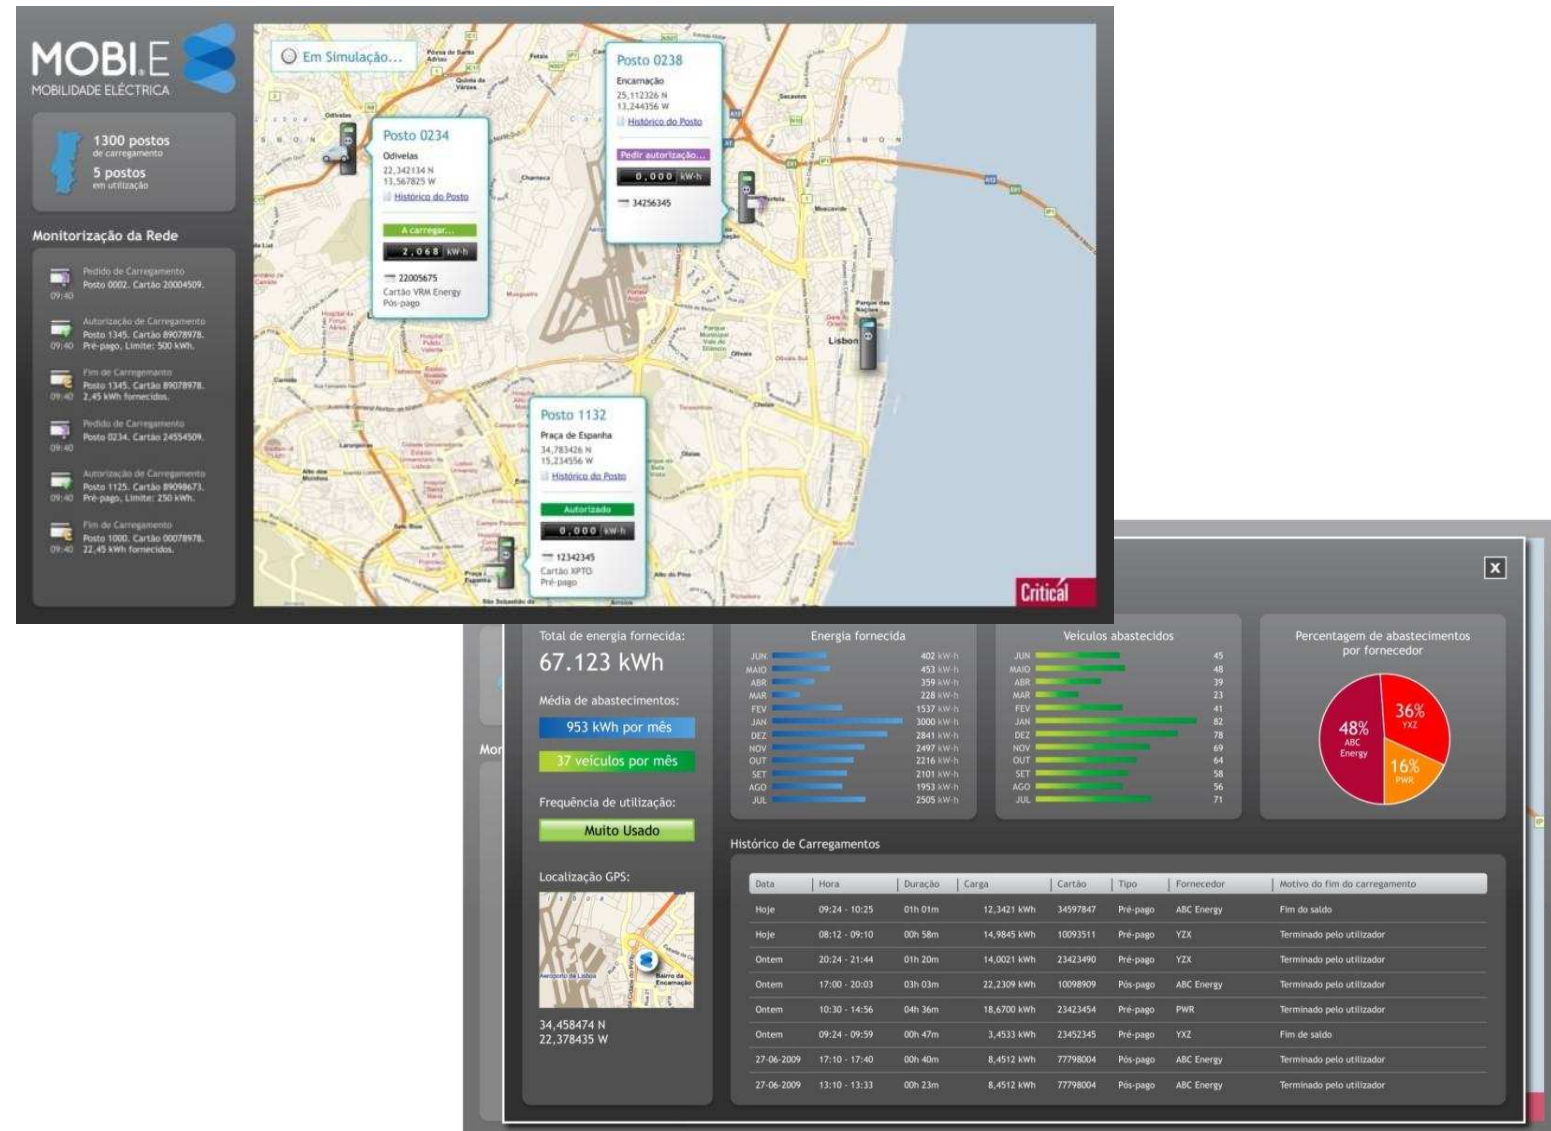 MOBI.E
MOBILIDADE ELÉCTRICA
1300 postos
de carregamento
5 postos
em utilização
Monitorização da Rede
Pedido de Carregamento
Posto 0002. Cartão 20004509.
09:40
Autorização de Carregamento
Posto 1345. Cartão 89078978.
09:40 Pré-pago, Limite: 500 kWh.
Fim de Carregomanto
Posto 1345. Cartão 89078978.
09:40 2,45 kWh fornecidos.
Pedido de Carregamento
Posto 0234. Cartão 24554509.
09:40
Autorização de Carregamento
Posto 1125. Cartão 89098673.
09:40 Pré-pago, Limite: 250 kWh.
Fim de Carregamento
Posto 1000. Cartão 00078978.
09:40 22,45 kWh fornecidos.
Em Simulação...
Posto 0234
Odivelas
22,342134 N
13,567825 W
Histórico do Posto
A carregar...
2,068 kW·h
22005675
Cartão VRM Energy
Pós-pago
Posto 0238
Encarnação
25,112326 N
13,244356 W
Histórico do Posto
Pedir autorização...
0,000 kW·h
34256345
Posto 1132
Praça de Espanha
34,783426 N
15,234556 W
Histórico do Posto
Autorizado
0,000 kW·h
12342345
Cartão XPTO
Pré-pago
Odivelas
Charneca
Moscavide
Parque das
Nações
Lisbon
Olivais
Olivais Sul
Chelas
Critical
X
Mor
Total de energia fornecida:
67.123 kWh
Média de abastecimentos:
953 kWh por mês
37 veículos por mês
Frequência de utilização:
Muito Usado
Localização GPS:
Aeroporto de Lisboa
Bairro da
Encarnação
34,458474 N
22,378435 W
Energia fornecida
JUN 402 kW·h
MAIO 453 kW·h
ABR 359 kW·h
MAR 228 kW·h
FEV 1537 kW·h
JAN 3000 kW·h
DEZ 2841 kW·h
NOV 2497 kW·h
OUT 2216 kW·h
SET 2101 kW·h
AGO 1953 kW·h
JUL 2505 kW·h
Veículos abastecidos
JUN 45
MAIO 48
ABR 39
MAR 23
FEV 41
JAN 82
DEZ 78
NOV 69
OUT 64
SET 58
AGO 56
JUL 71
Percentagem de abastecimentos
por fornecedor
48%
ABC
Energy
36%
YXZ
16%
PWR
Histórico de Carregamentos
Data Hora Duração Carga Cartão Tipo Fornecedor Motivo do fim do carregamento
Hoje 09:24 - 10:25 01h 01m 12,3421 kWh 34597847 Pré-pago ABC Energy Fim do saldo
Hoje 08:12 - 09:10 00h 58m 14,9845 kWh 10093511 Pré-pago YZX Terminado pelo utilizador
Ontem 20:24 - 21:44 01h 20m 14,0021 kWh 23423490 Pré-pago YZX Terminado pelo utilizador
Ontem 17:00 - 20:03 03h 03m 22,2309 kWh 10098909 Pós-pago ABC Energy Terminado pelo utilizador
Ontem 10:30 - 14:56 04h 36m 18,6700 kWh 23423454 Pré-pago PWR Terminado pelo utilizador
Ontem 09:24 - 09:59 00h 47m 3,4533 kWh 23452345 Pré-pago YXZ Fim de saldo
27-06-2009 17:10 - 17:40 00h 40m 8,4512 kWh 77798004 Pós-pago ABC Energy Terminado pelo utilizador
27-06-2009 13:10 - 13:33 00h 23m 8,4512 kWh 77798004 Pós-pago ABC Energy Terminado pelo utilizador